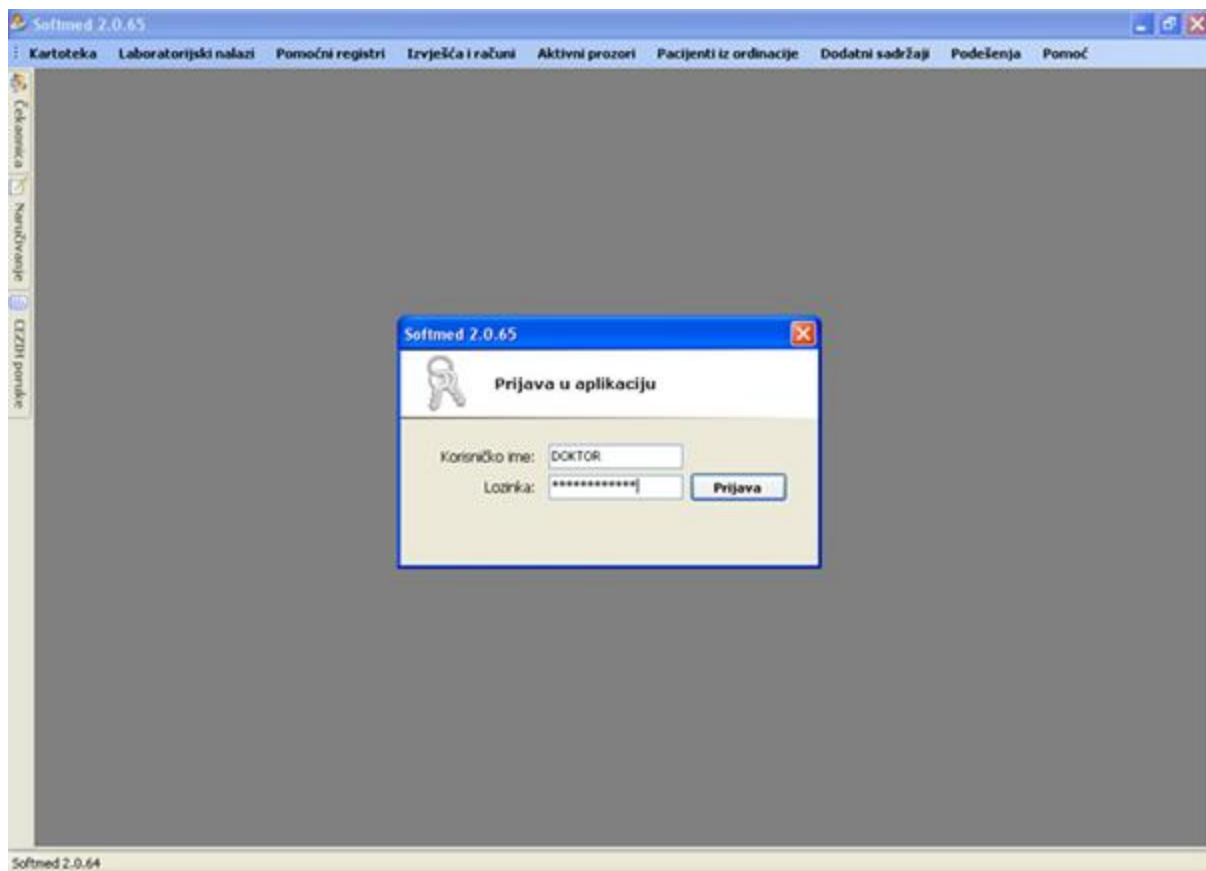 Softmed 2.0.65
Kartoteka Laboratorijski nalazi Pomoćni registri Izvješća i računi Aktivni prozori Pacijenti iz ordinacije Dodatni sadržaji Podešenja Pomoć
Čekaonica
Naručivanje
CEZIH poruke
Softmed 2.0.65
Prijava u aplikaciju
Korisničko ime: DOKTOR
Lozinka: ************ Prijava
Softmed 2.0.64